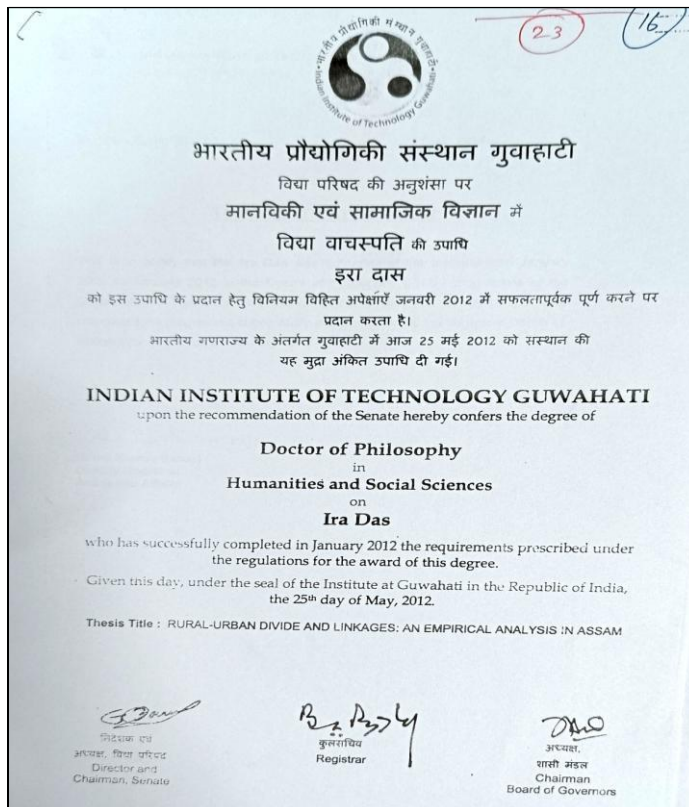 23
16
भारतीय प्रौद्योगिकी संस्थान गुवाहाटी
Indian Institute of Technology Guwahati
भारतीय प्रौद्योगिकी संस्थान गुवाहाटी
विद्या परिषद की अनुशंसा पर
मानविकी एवं सामाजिक विज्ञान में
विद्या वाचस्पति की उपाधि
इरा दास
को इस उपाधि के प्रदान हेतु विनियम विहित अपेक्षाएँ जनवरी 2012 में सफलतापूर्वक पूर्ण करने पर
प्रदान करता है।
भारतीय गणराज्य के अंतर्गत गुवाहाटी में आज 25 मई 2012 को संस्थान की
यह मुद्रा अंकित उपाधि दी गई।
INDIAN INSTITUTE OF TECHNOLOGY GUWAHATI
upon the recommendation of the Senate hereby confers the degree of
Doctor of Philosophy
in
Humanities and Social Sciences
on
Ira Das
who has successfully completed in January 2012 the requirements prescribed under
the regulations for the award of this degree.
Given this day, under the seal of the Institute at Guwahati in the Republic of India,
the 25th day of May, 2012.
Thesis Title : RURAL-URBAN DIVIDE AND LINKAGES: AN EMPIRICAL ANALYSIS IN ASSAM
निदेशक एवं
अध्यक्ष, विद्या परिषद
Director and
Chairman, Senate
कुलसचिव
Registrar
अध्यक्ष,
शासी मंडल
Chairman
Board of Governors